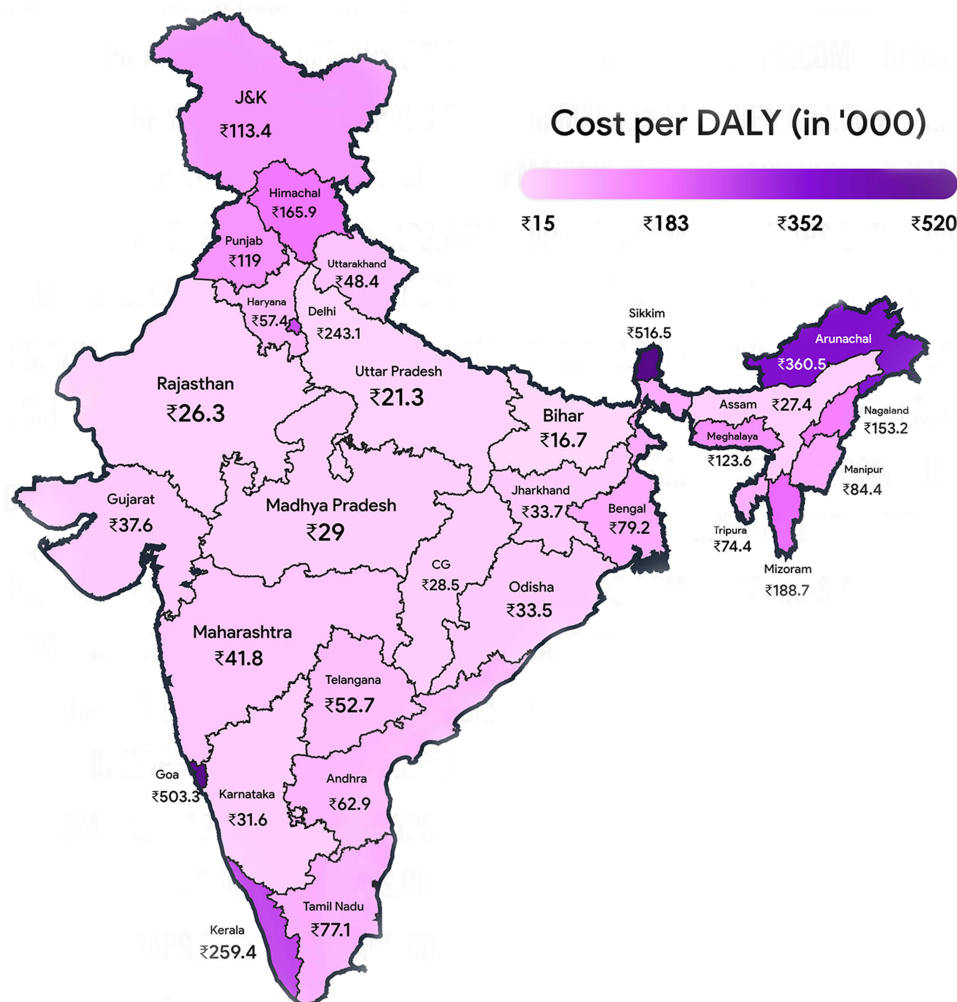 Cost per DALY (in '000)
₹15 ₹183 ₹352 ₹520
J&K
₹113.4
Himachal
₹165.9
Punjab
₹119
Uttarakhand
₹48.4
Haryana
₹57.4
Delhi
₹243.1
Rajasthan
₹26.3
Uttar Pradesh
₹21.3
Bihar
₹16.7
Sikkim
₹516.5
Arunachal
₹360.5
Assam
₹27.4
Nagaland
₹153.2
Meghalaya
₹123.6
Manipur
₹84.4
Tripura
₹74.4
Mizoram
₹188.7
Gujarat
₹37.6
Madhya Pradesh
₹29
Jharkhand
₹33.7
Bengal
₹79.2
CG
₹28.5
Odisha
₹33.5
Maharashtra
₹41.8
Telangana
₹52.7
Goa
₹503.3
Karnataka
₹31.6
Andhra
₹62.9
Kerala
₹259.4
Tamil Nadu
₹77.1